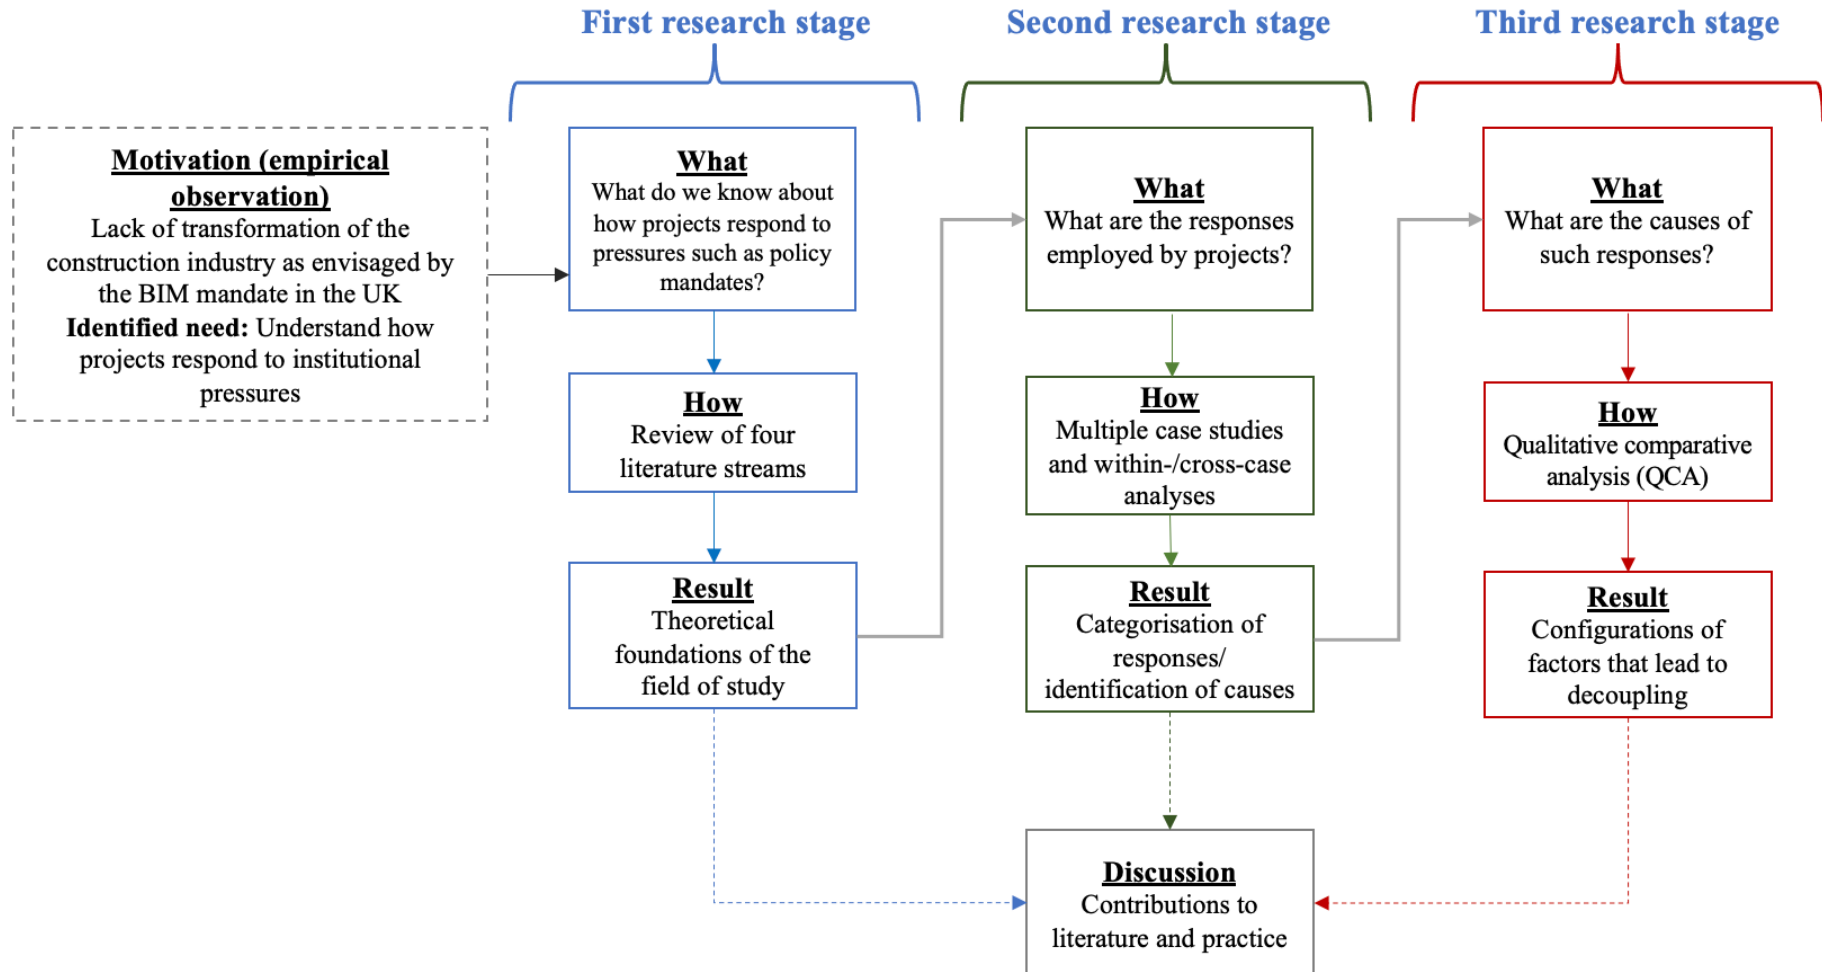 First research stage
Second research stage
Third research stage
Motivation (empirical
observation)
Lack of transformation of the
construction industry as envisaged by
the BIM mandate in the UK
Identified need: Understand how
projects respond to institutional
pressures
What
What do we know about
how projects respond to
pressures such as policy
mandates?
How
Review of four
literature streams
Result
Theoretical
foundations of the
field of study
What
What are the responses
employed by projects?
How
Multiple case studies
and within-/cross-case
analyses
Result
Categorisation of
responses/
identification of causes
What
What are the causes of
such responses?
How
Qualitative comparative
analysis (QCA)
Result
Configurations of
factors that lead to
decoupling
Discussion
Contributions to
literature and practice